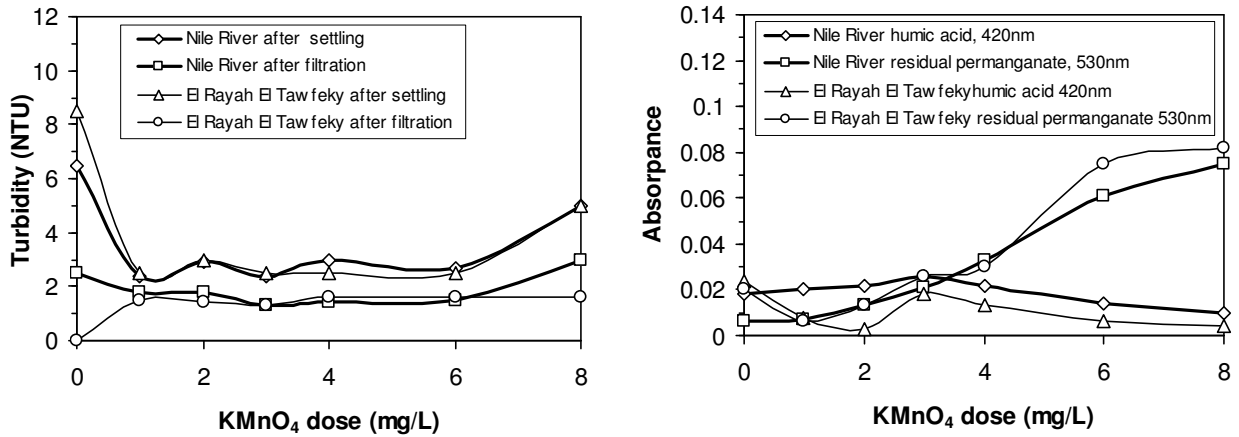 12
10
8
6
4
2
0
Turbidity (NTU)
Nile River after settling
Nile River after filtration
El Rayah El Tawfeky after settling
El Rayah El Tawfeky after filtration
0 2 4 6 8
KMnO4 dose (mg/L)
0.14
0.12
0.1
0.08
0.06
0.04
0.02
0
Absorpance
Nile River humic acid, 420nm
Nile River residual permanganate, 530nm
El Rayah El Tawfekyhumic acid 420nm
El Rayah El Tawfeky residual permanganate 530nm
0 2 4 6 8
KMnO4 dose (mg/L)